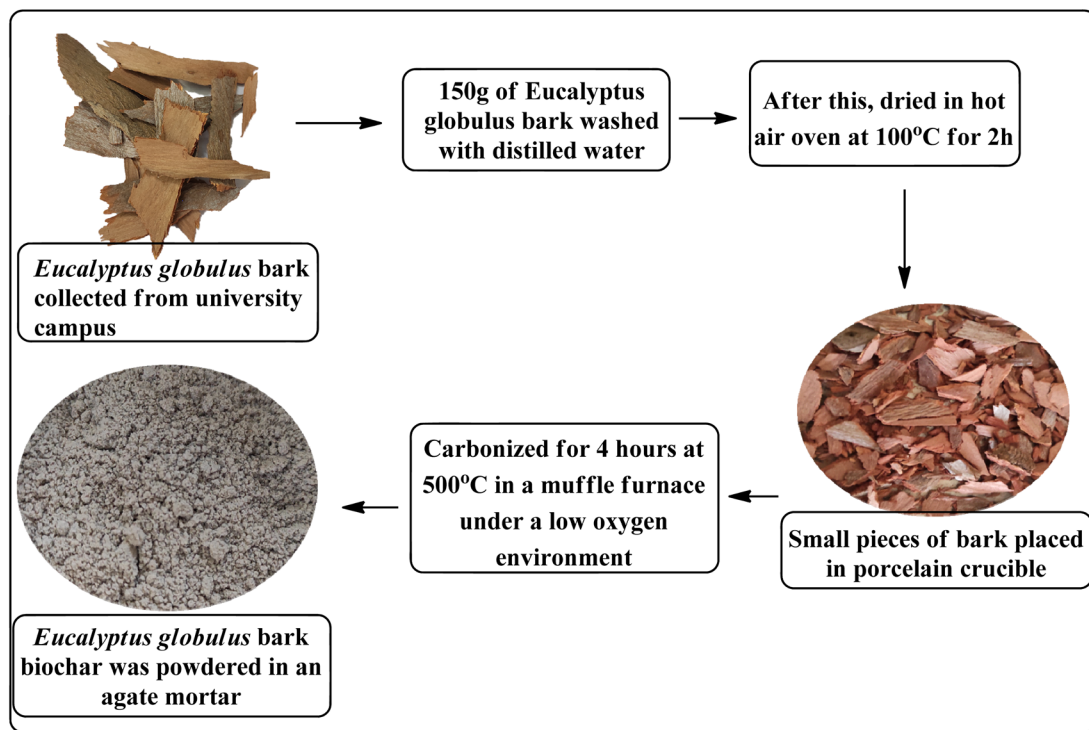 Eucalyptus globulus bark
collected from university
campus
150g of Eucalyptus
globulus bark washed
with distilled water
After this, dried in hot
air oven at 100°C for 2h
Small pieces of bark placed
in porcelain crucible
Carbonized for 4 hours at
500°C in a muffle furnace
under a low oxygen
environment
Eucalyptus globulus bark
biochar was powdered in an
agate mortar